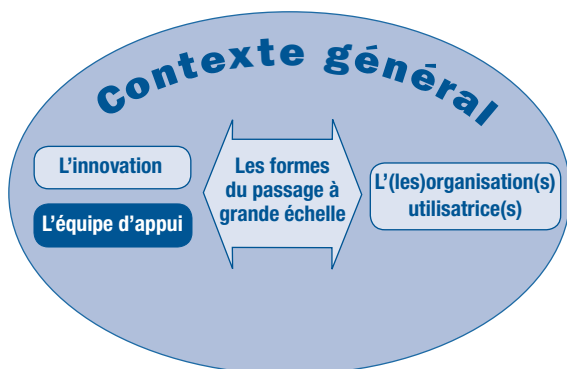 Contexte général
L'innovation
L'équipe d'appui
Les formes
du passage à
grande échelle
L'(les)organisation(s)
utilisatrice(s)